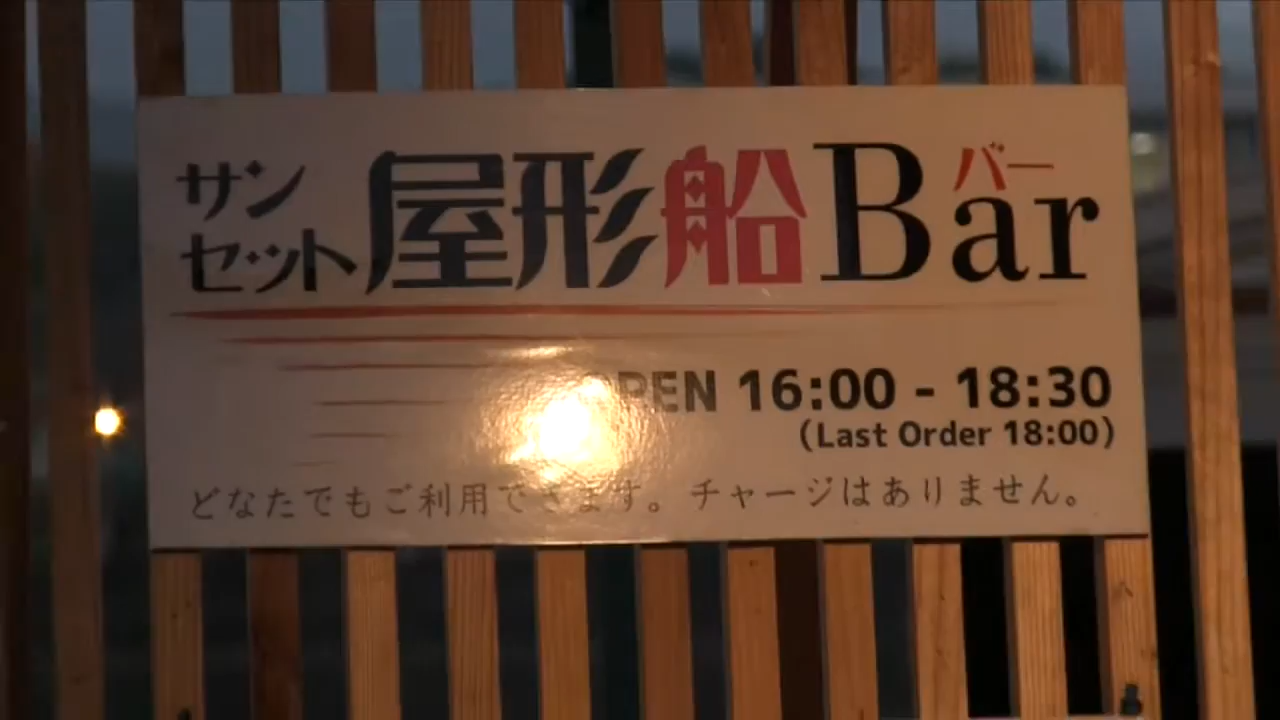 サンセット屋形船Bar バー
OPEN 16:00 - 18:30
(Last Order 18:00)
どなたでもご利用できます。チャージはありません。